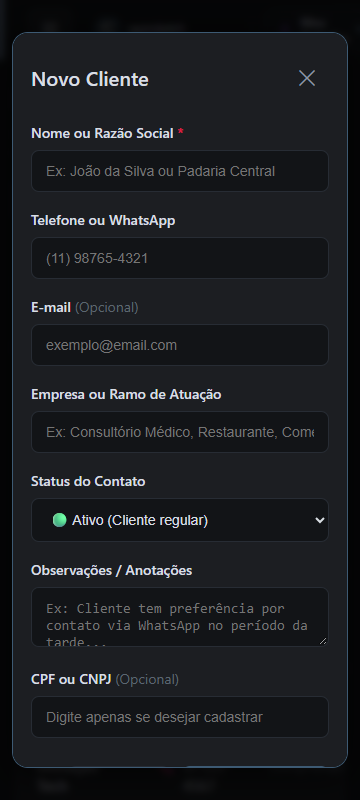 Novo Cliente
Nome ou Razão Social *
Ex: João da Silva ou Padaria Central
Telefone ou WhatsApp
(11) 98765-4321
E-mail (Opcional)
exemplo@email.com
Empresa ou Ramo de Atuação
Ex: Consultório Médico, Restaurante,
Status do Contato
Ativo (Cliente regular)
Observações / Anotações
Ex: Cliente tem preferência por
contato via WhatsApp no período da
tarde...
CPF ou CNPJ (Opcional)
Digite apenas se desejar cadastrar